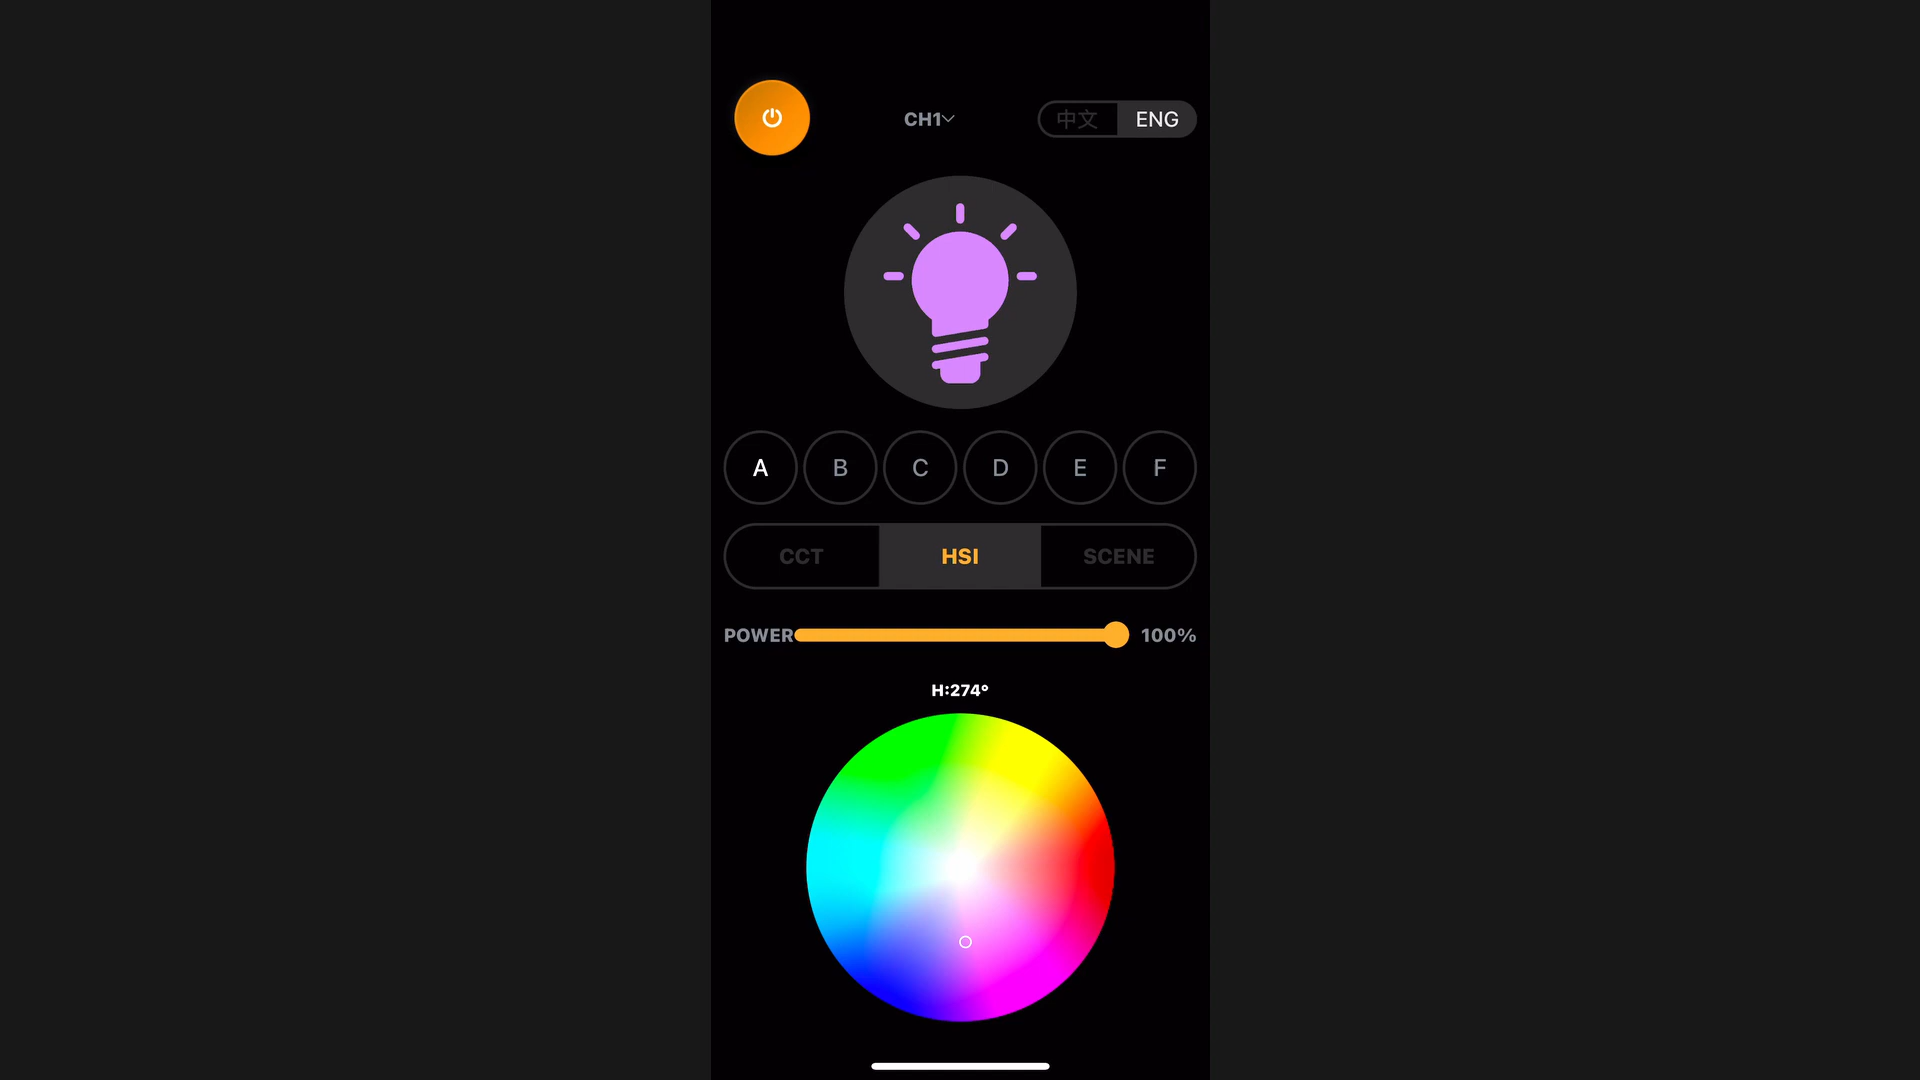 CH1
中文 ENG
A B C D E F
CCT HSI SCENE
POWER 100%
H:274°